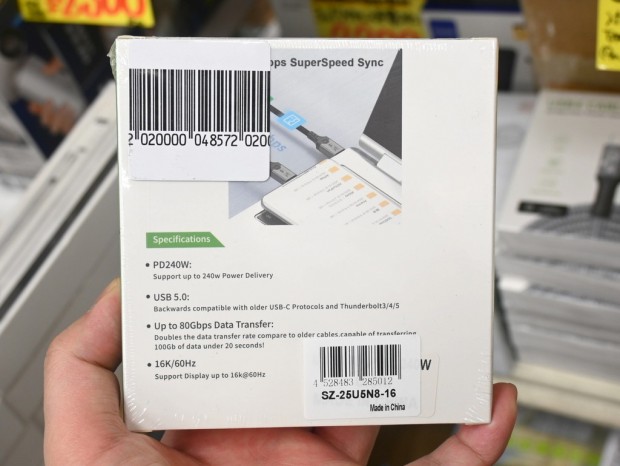 ops SuperSpeed Sync
2 020000 048572 020
Specifications
• PD240W:
Support up to 240w Power Delivery
• USB 5.0:
Backwards compatible with older USB-C Protocols and Thunderbolt3/4/5
• Up to 80Gbps Data Transfer:
Doubles the data transfer rate compare to older cables,capable of transferring
100Gb of data under 20 seconds!
• 16K/60Hz
Support Display up to 16k@60Hz
W
4 528483 285012
SZ-25U5N8-16
Made in China